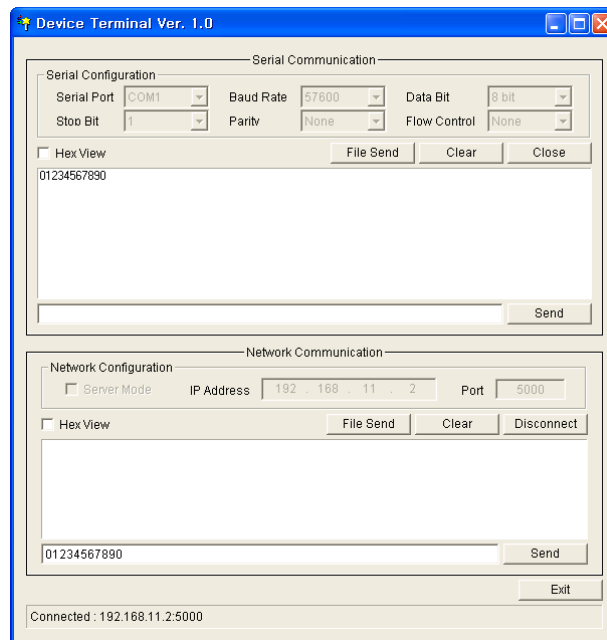 Device Terminal Ver. 1.0
Serial Communication
Serial Configuration
Serial Port COM1 Baud Rate 57600 Data Bit 8 bit
Stop Bit 1 Parity None Flow Control None
Hex View File Send Clear Close
01234567890
Send
Network Communication
Network Configuration
Server Mode IP Address 192 . 168 . 11 . 2 Port 5000
Hex View File Send Clear Disconnect
01234567890 Send
Exit
Connected : 192.168.11.2:5000